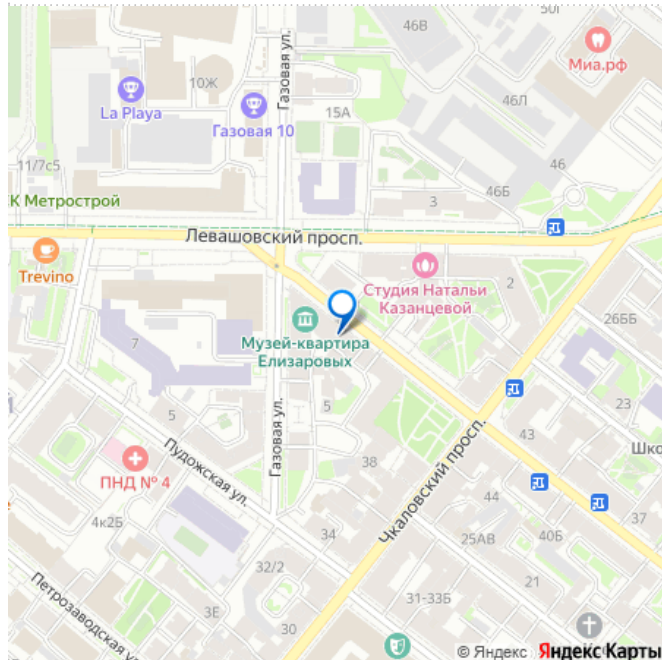 46В
50Г
Миа.рф
La Playa
10Ж
Газовая ул.
Газовая 10
15А
46Л
11/7с5
46
46Б
3
К Метрострой
Левашовский просп.
Trevino
Студия Натальи
Казанцевой
2
26ББ
7
Музей-квартира
Елизаровых
5
5
23
Газовая ул.
Пудожская ул.
38
Чкаловский просп.
43
Шко
ПНД № 4
44
37
4к2Б
34
25АВ
40Б
32/2
21
3Е
31-33Б
Петрозаводская ул.
30
© Яндекс
Яндекс Карты